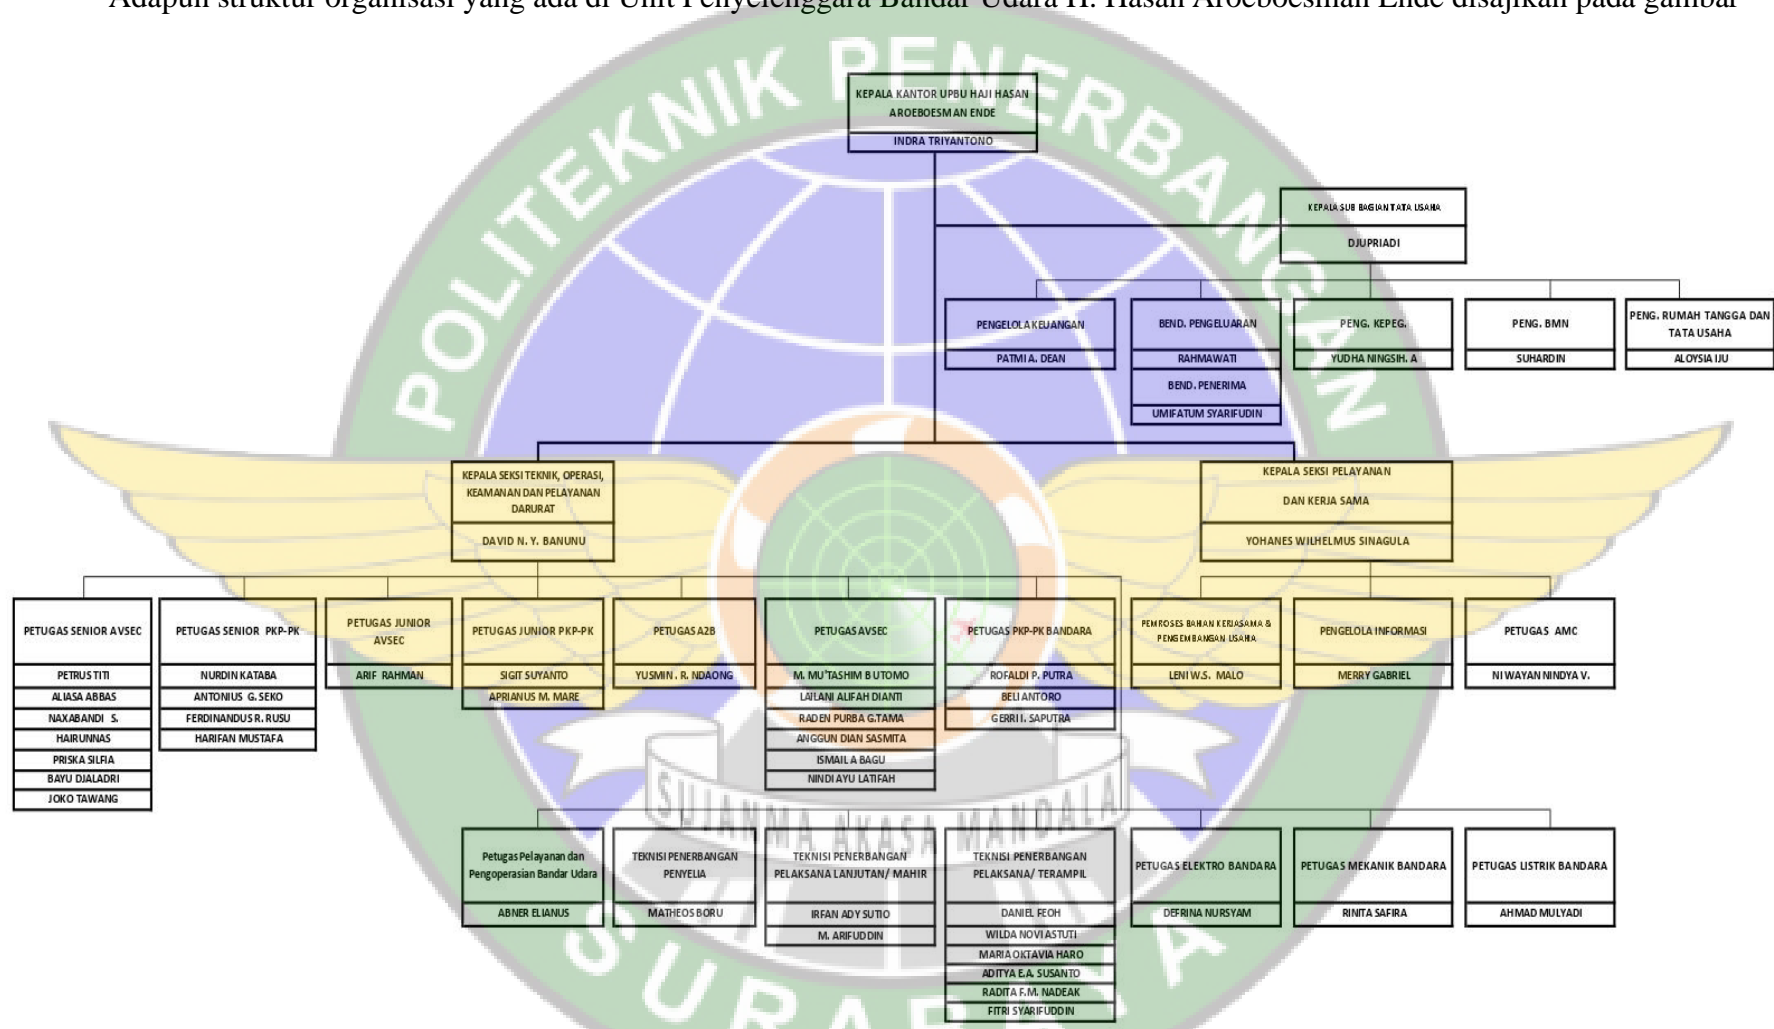 Adapun struktur organisasi yang ada di Unit Penyelenggara Bandar Udara H. Hasan Aroeboesman Ende disajikan pada gambar
POLITEKNIK PENERBANGAN
KEPALA KANTOR UPBU HAJI HASAN
AROEBOESMAN ENDE
INDRA TRIYANTONO
KEPALA SUB BAGIAN TATA USAHA
DJUPRIADI
PENGELOLA KEUANGAN
PATMI A. DEAN
BEND. PENGELUARAN
RAHMAWATI
BEND. PENERIMA
UMIFATUM SYARIFUDIN
PENG. KEPEG.
YUDHA NINGSIH. A
PENG. BMN
SUHARDIN
PENG. RUMAH TANGGA DAN
TATA USAHA
ALOYSIA IJU
KEPALA SEKSI TEKNIK, OPERASI,
KEAMANAN DAN PELAYANAN
DARURAT
DAVID N. Y. BANUNU
KEPALA SEKSI PELAYANAN
DAN KERJA SAMA
YOHANES WILHELMUS SINAGULA
PETUGAS SENIOR AVSEC
PETRUS TITI
ALIASA ABBAS
NAXABANDI S.
HAIRUNNAS
PRISKA SILFIA
BAYU DJALADRI
JOKO TAWANG
PETUGAS SENIOR PKP-PK
NURDIN KATABA
ANTONIUS G. SEKO
FERDINANDUS R. RUSU
HARIFAN MUSTAFA
PETUGAS JUNIOR
AVSEC
ARIF RAHMAN
PETUGAS JUNIOR PKP-PK
SIGIT SUYANTO
APRIANUS M. MARE
PETUGAS A2B
YUSMIN . R. NDAONG
PETUGAS AVSEC
M. MU'TASHIM BUTOMO
LAILANI ALIFAH DIANTI
RADEN PURBA G.TAMA
ANGGUN DIAN SASMITA
ISMAIL A BAGU
NINDI AYU LATIFAH
PETUGAS PKP-PK BANDARA
ROFALDI P. PUTRA
BELI ANTORO
GERRI I. SAPUTRA
PEMROSES BAHAN KERJASAMA &
PENGEMBANGAN USAHA
LENI W.S. MALO
PENGELOLA INFORMASI
MERRY GABRIEL
PETUGAS AMC
NI WAYAN NINDYA V.
SUJANMA AKASA MANDALA
Petugas Pelayanan dan
Pengoperasian Bandar Udara
ABNER ELIANUS
TEKNISI PENERBANGAN
PENYELIA
MATHEOS BORU
TEKNISI PENERBANGAN
PELAKSANA LANJUTAN/ MAHIR
IRFAN ADY SUTIO
M. ARIFUDDIN
TEKNISI PENERBANGAN
PELAKSANA/ TERAMPIL
DANIEL FEOH
WILDA NOVI ASTUTI
MARIA OKTAVIA HARO
ADITYA E.A. SUSANTO
RADITA F.M. NADEAK
FITRI SYARIFUDDIN
PETUGAS ELEKTRO BANDARA
DEFRINA NURSYAM
PETUGAS MEKANIK BANDARA
RINITA SAFIRA
PETUGAS LISTRIK BANDARA
AHMAD MULYADI
SURABAYA